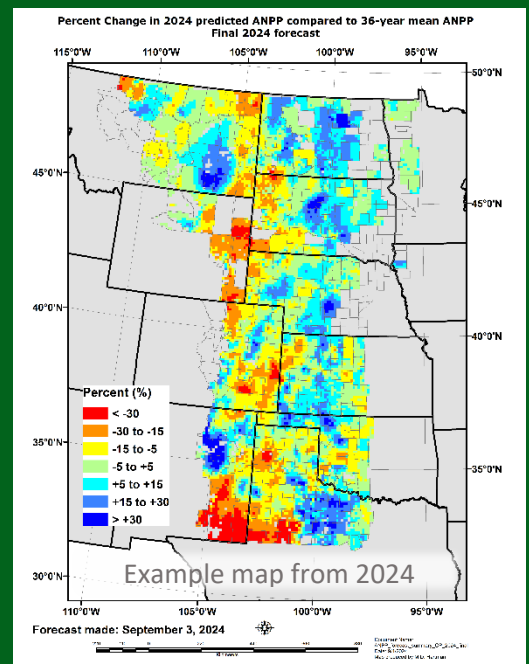 Percent Change in 2024 predicted ANPP compared to 36-year mean ANPP
Final 2024 forecast
115°0'W 110°0'W 105°0'W 100°0'W 95°0'W
50°0'N
45°0'N
45°0'N
40°0'N
40°0'N
Percent (%)
< -30
-30 to -15
-15 to -5
-5 to +5
+5 to +15
+15 to +30
> +30
35°0'N
35°0'N
30°0'N
30°0'N
Example map from 2024
110°0'W 105°0'W 100°0'W 95°0'W
Forecast made: September 3, 2024
Document Name: